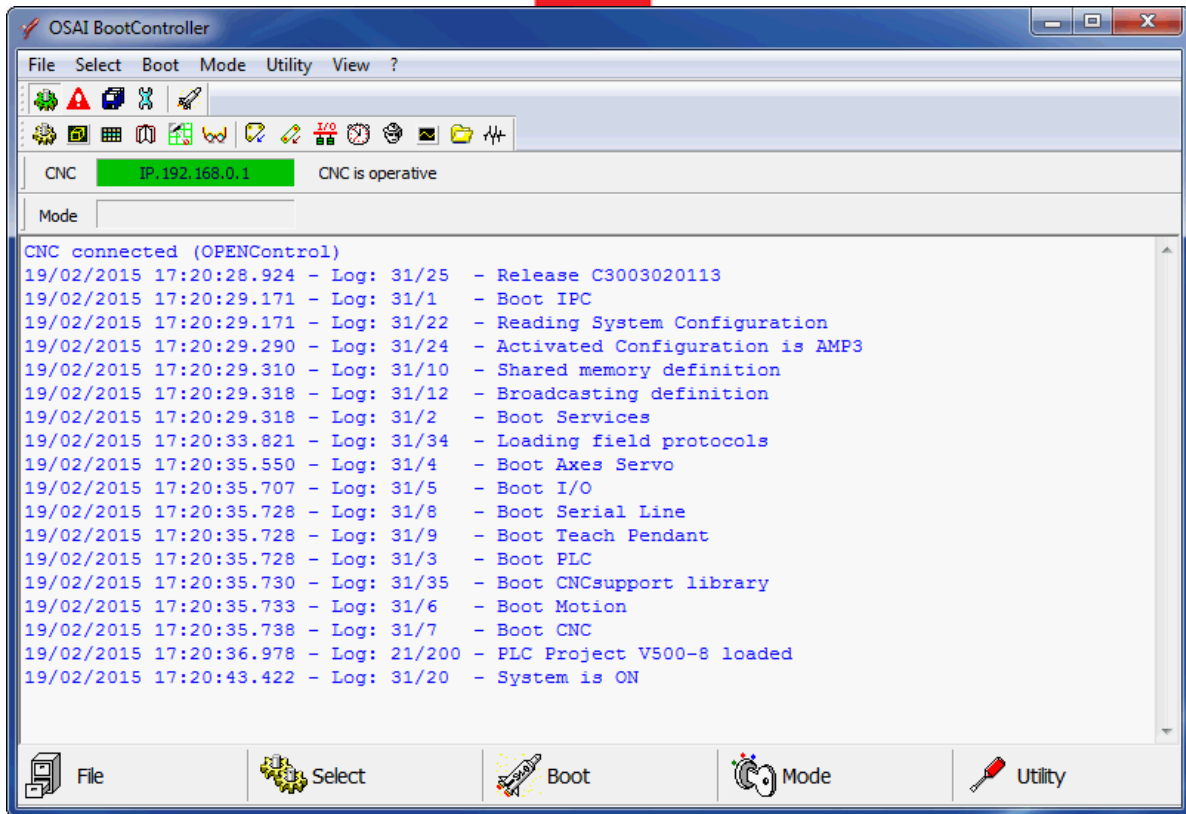 OSAI BootController
File Select Boot Mode Utility View ?
I/O
CNC IP.192.168.0.1 CNC is operative
Mode
CNC connected (OPENControl)
19/02/2015 17:20:28.924 - Log: 31/25 - Release C3003020113
19/02/2015 17:20:29.171 - Log: 31/1 - Boot IPC
19/02/2015 17:20:29.171 - Log: 31/22 - Reading System Configuration
19/02/2015 17:20:29.290 - Log: 31/24 - Activated Configuration is AMP3
19/02/2015 17:20:29.310 - Log: 31/10 - Shared memory definition
19/02/2015 17:20:29.318 - Log: 31/12 - Broadcasting definition
19/02/2015 17:20:29.318 - Log: 31/2 - Boot Services
19/02/2015 17:20:33.821 - Log: 31/34 - Loading field protocols
19/02/2015 17:20:35.550 - Log: 31/4 - Boot Axes Servo
19/02/2015 17:20:35.707 - Log: 31/5 - Boot I/O
19/02/2015 17:20:35.728 - Log: 31/8 - Boot Serial Line
19/02/2015 17:20:35.728 - Log: 31/9 - Boot Teach Pendant
19/02/2015 17:20:35.728 - Log: 31/3 - Boot PLC
19/02/2015 17:20:35.730 - Log: 31/35 - Boot CNCsupport library
19/02/2015 17:20:35.733 - Log: 31/6 - Boot Motion
19/02/2015 17:20:35.738 - Log: 31/7 - Boot CNC
19/02/2015 17:20:36.978 - Log: 21/200 - PLC Project V500-8 loaded
19/02/2015 17:20:43.422 - Log: 31/20 - System is ON
File Select Boot Mode Utility